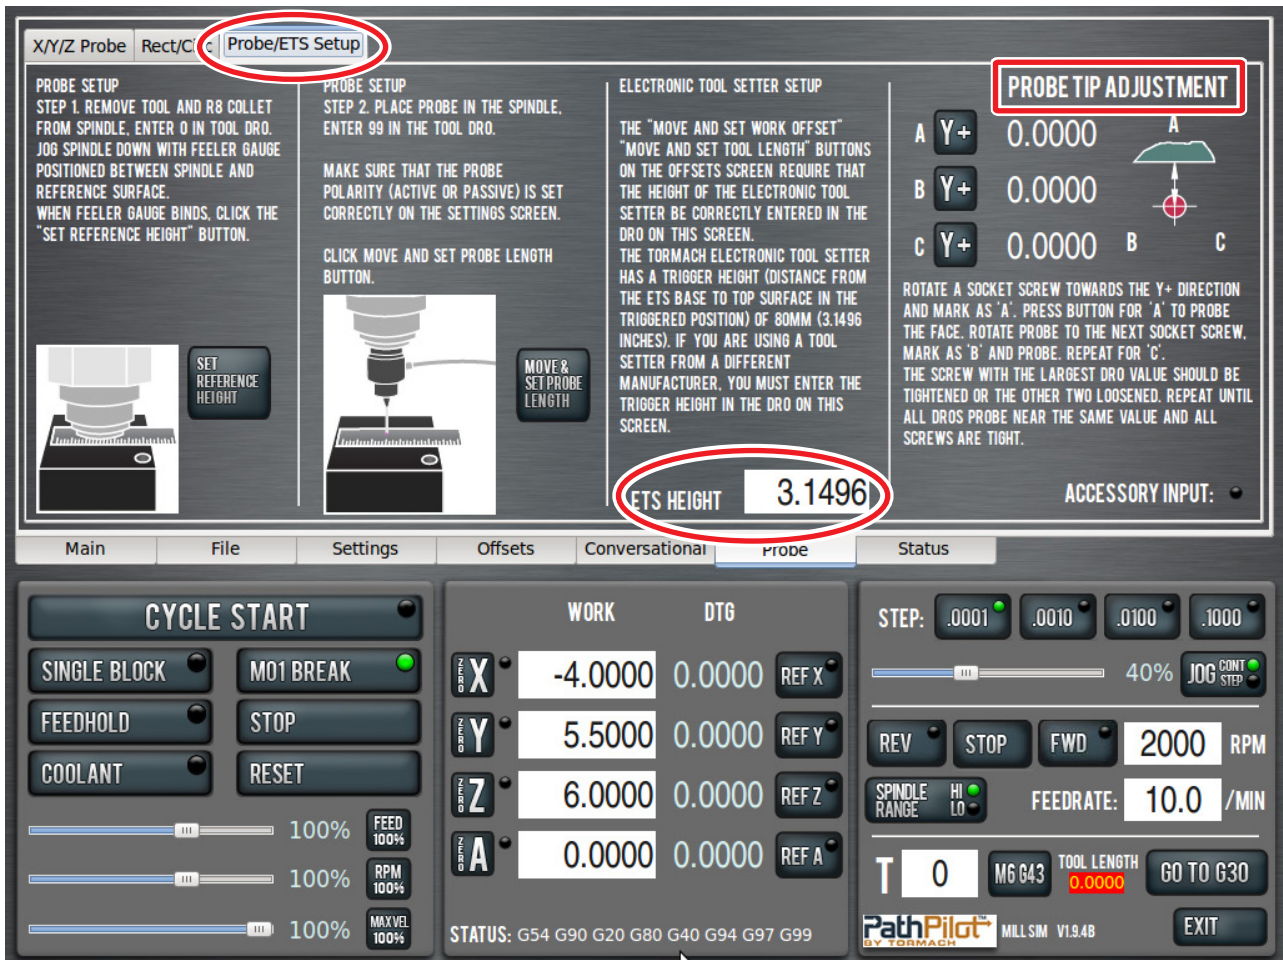 X/Y/Z Probe
Rect/Circ
Probe/ETS Setup
PROBE SETUP
STEP 1. REMOVE TOOL AND R8 COLLET
FROM SPINDLE, ENTER 0 IN TOOL DRO.
JOG SPINDLE DOWN WITH FEELER GAUGE
POSITIONED BETWEEN SPINDLE AND
REFERENCE SURFACE.
WHEN FEELER GAUGE BINDS, CLICK THE
"SET REFERENCE HEIGHT" BUTTON.
SET
REFERENCE
HEIGHT
PROBE SETUP
STEP 2. PLACE PROBE IN THE SPINDLE,
ENTER 99 IN THE TOOL DRO.
MAKE SURE THAT THE PROBE
POLARITY (ACTIVE OR PASSIVE) IS SET
CORRECTLY ON THE SETTINGS SCREEN.
CLICK MOVE AND SET PROBE LENGTH
BUTTON.
MOVE &
SET PROBE
LENGTH
ELECTRONIC TOOL SETTER SETUP
THE "MOVE AND SET WORK OFFSET"
"MOVE AND SET TOOL LENGTH" BUTTONS
ON THE OFFSETS SCREEN REQUIRE THAT
THE HEIGHT OF THE ELECTRONIC TOOL
SETTER BE CORRECTLY ENTERED IN THE
DRO ON THIS SCREEN.
THE TORMACH ELECTRONIC TOOL SETTER
HAS A TRIGGER HEIGHT (DISTANCE FROM
THE ETS BASE TO TOP SURFACE IN THE
TRIGGERED POSITION) OF 80MM (3.1496
INCHES). IF YOU ARE USING A TOOL
SETTER FROM A DIFFERENT
MANUFACTURER, YOU MUST ENTER THE
TRIGGER HEIGHT IN THE DRO ON THIS
SCREEN.
ETS HEIGHT 3.1496
PROBE TIP ADJUSTMENT
A Y+ 0.0000
B Y+ 0.0000
C Y+ 0.0000
A
B C
ROTATE A SOCKET SCREW TOWARDS THE Y+ DIRECTION
AND MARK AS 'A'. PRESS BUTTON FOR 'A' TO PROBE
THE FACE. ROTATE PROBE TO THE NEXT SOCKET SCREW,
MARK AS 'B' AND PROBE. REPEAT FOR 'C'.
THE SCREW WITH THE LARGEST DRO VALUE SHOULD BE
TIGHTENED OR THE OTHER TWO LOOSENED. REPEAT UNTIL
ALL DROS PROBE NEAR THE SAME VALUE AND ALL
SCREWS ARE TIGHT.
ACCESSORY INPUT:
Main File Settings Offsets Conversational Probe Status
CYCLE START
SINGLE BLOCK M01 BREAK
FEEDHOLD STOP
COOLANT RESET
100% FEED 100%
100% RPM 100%
100% MAX VEL 100%
WORK DTG
ZERO X -4.0000 0.0000 REF X
ZERO Y 5.5000 0.0000 REF Y
ZERO Z 6.0000 0.0000 REF Z
ZERO A 0.0000 0.0000 REF A
STATUS: G54 G90 G20 G80 G40 G94 G97 G99
STEP: .0001 .0010 .0100 .1000
40% JOG CONT STEP
REV STOP FWD 2000 RPM
SPINDLE RANGE HI LO FEEDRATE: 10.0 /MIN
T 0 M6 G43 TOOL LENGTH 0.0000 GO TO G30
PathPilot™
BY TORMACH
MILL SIM V1.9.4B
EXIT